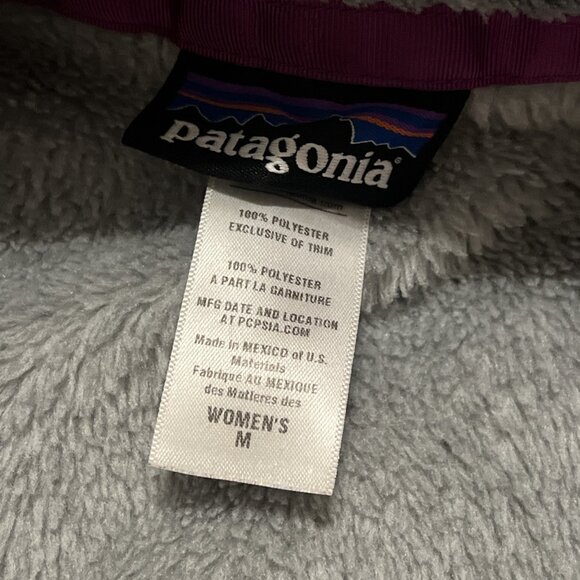 patagonia®
100% POLYESTER
EXCLUSIVE OF TRIM
100% POLYESTER
A PART LA GARNITURE
MFG DATE AND LOCATION
AT PCPSIA.COM
Made in MEXICO of U.S.
Materials
Fabriqué AU MEXIQUE
des Matieres des
WOMEN'S
M